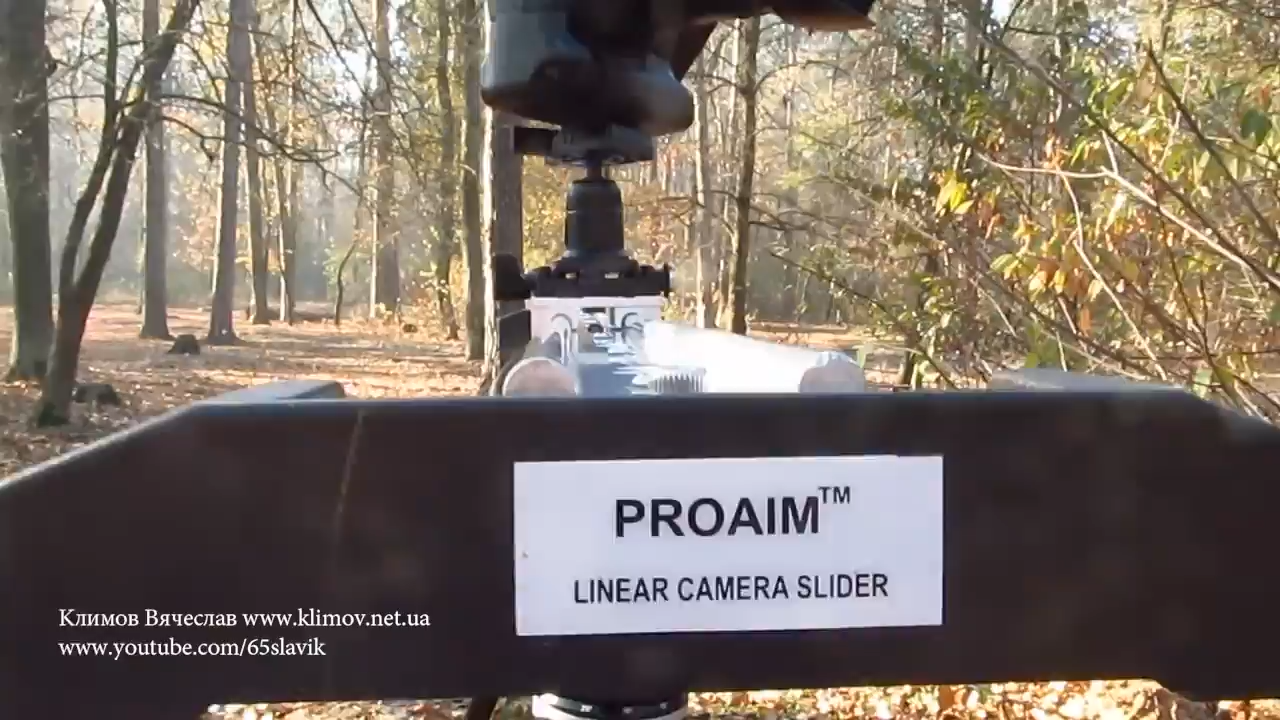 PROAIM™
LINEAR CAMERA SLIDER
Климов Вячеслав www.klimov.net.ua
www.youtube.com/65slavik